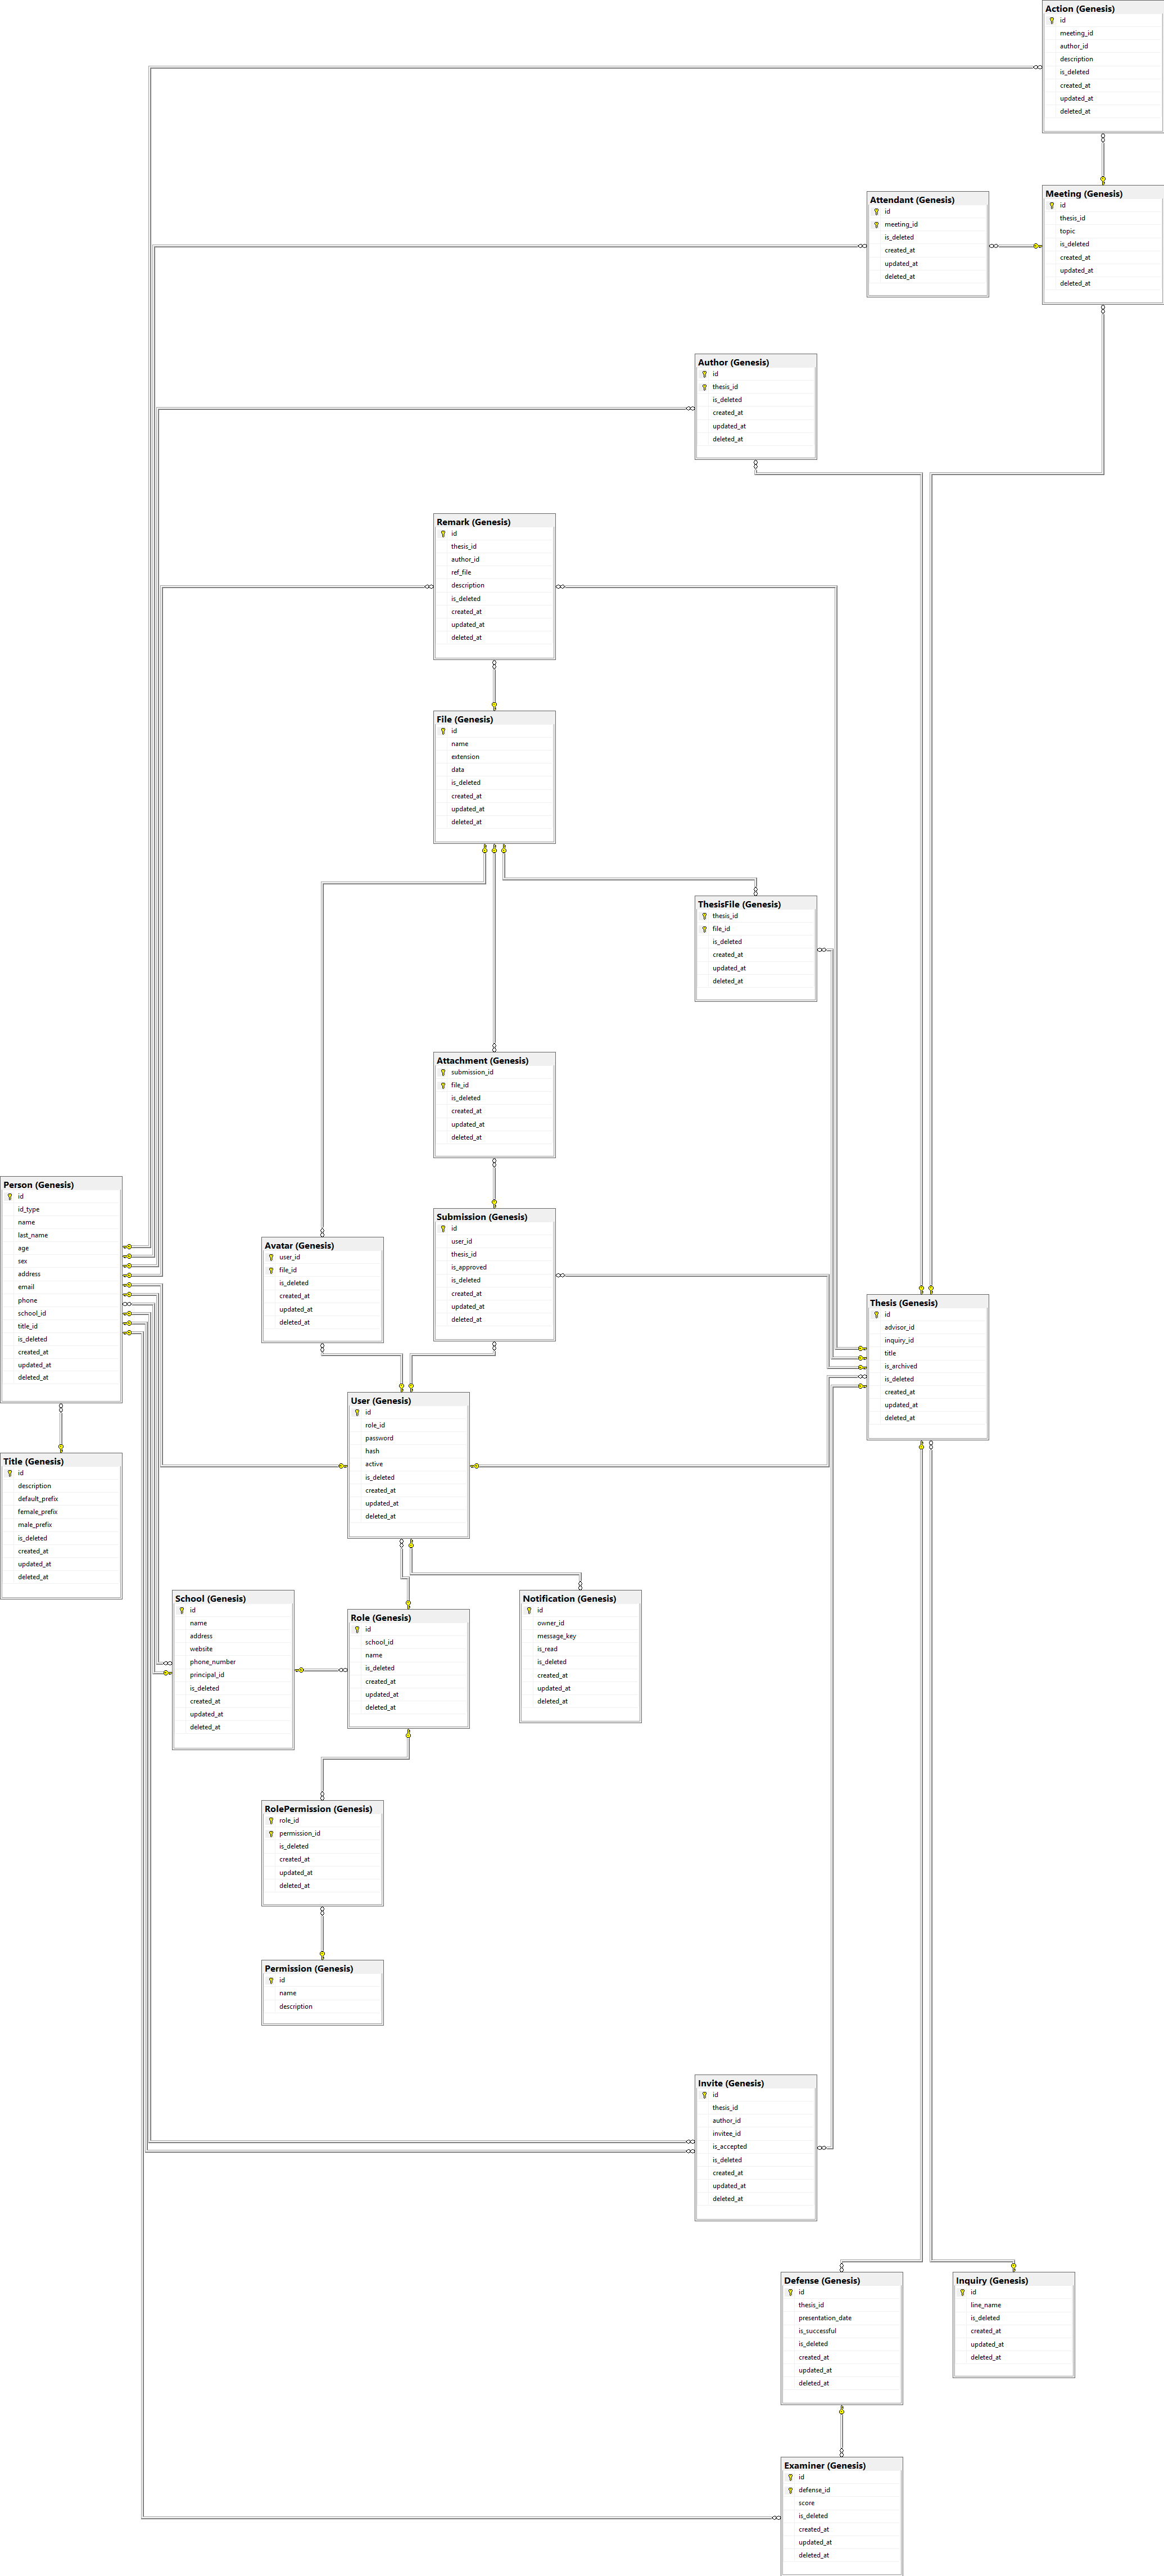 Action (Genesis)
id
meeting_id
author_id
description
is_deleted
created_at
updated_at
deleted_at
Meeting (Genesis)
id
thesis_id
topic
is_deleted
created_at
updated_at
deleted_at
Attendant (Genesis)
id
meeting_id
is_deleted
created_at
updated_at
deleted_at
Author (Genesis)
id
thesis_id
is_deleted
created_at
updated_at
deleted_at
Remark (Genesis)
id
thesis_id
author_id
ref_file
description
is_deleted
created_at
updated_at
deleted_at
File (Genesis)
id
name
extension
data
is_deleted
created_at
updated_at
deleted_at
ThesisFile (Genesis)
thesis_id
file_id
is_deleted
created_at
updated_at
deleted_at
Attachment (Genesis)
submission_id
file_id
is_deleted
created_at
updated_at
deleted_at
Person (Genesis)
id
id_type
name
last_name
age
sex
address
email
phone
school_id
title_id
is_deleted
created_at
updated_at
deleted_at
Submission (Genesis)
id
user_id
thesis_id
is_approved
is_deleted
created_at
updated_at
deleted_at
Avatar (Genesis)
user_id
file_id
is_deleted
created_at
updated_at
deleted_at
Thesis (Genesis)
id
advisor_id
inquiry_id
title
is_archived
is_deleted
created_at
updated_at
deleted_at
User (Genesis)
id
role_id
password
hash
active
is_deleted
created_at
updated_at
deleted_at
Title (Genesis)
id
description
default_prefix
female_prefix
male_prefix
is_deleted
created_at
updated_at
deleted_at
School (Genesis)
id
name
address
website
phone_number
principal_id
is_deleted
created_at
updated_at
deleted_at
Role (Genesis)
id
school_id
name
is_deleted
created_at
updated_at
deleted_at
Notification (Genesis)
id
owner_id
message_key
is_read
is_deleted
created_at
updated_at
deleted_at
RolePermission (Genesis)
role_id
permission_id
is_deleted
created_at
updated_at
deleted_at
Permission (Genesis)
id
name
description
Invite (Genesis)
id
thesis_id
author_id
invitee_id
is_accepted
is_deleted
created_at
updated_at
deleted_at
Defense (Genesis)
id
thesis_id
presentation_date
is_successful
is_deleted
created_at
updated_at
deleted_at
Inquiry (Genesis)
id
line_name
is_deleted
created_at
updated_at
deleted_at
Examiner (Genesis)
id
defense_id
score
is_deleted
created_at
updated_at
deleted_at